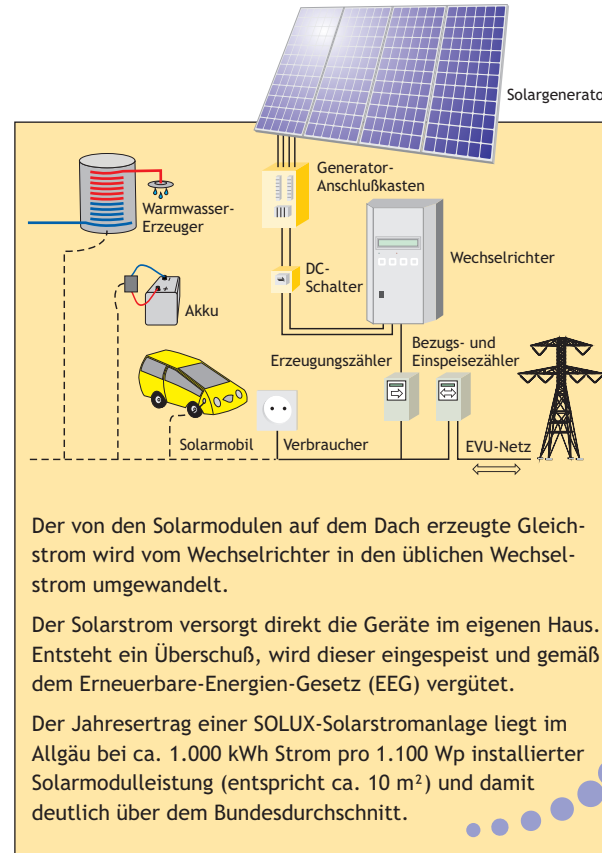 Solargenerato
Generator-
Anschlußkasten
Warmwasser-
Erzeuger
Wechselrichter
DC-
Schalter
Akku
Bezugs- und
Erzeugungszähler
Einspeisezähler
Solarmobil
Verbraucher
EVU-Netz
Der von den Solarmodulen auf dem Dach erzeugte Gleich-
strom wird vom Wechselrichter in den üblichen Wechsel-
strom umgewandelt.
Der Solarstrom versorgt direkt die Geräte im eigenen Haus.
Entsteht ein Überschuß, wird dieser eingespeist und gemäß
dem Erneuerbare-Energien-Gesetz (EEG) vergütet.
Der Jahresertrag einer SOLUX-Solarstromanlage liegt im
Allgäu bei ca. 1.000 kWh Strom pro 1.100 Wp installierter
Solarmodulleistung (entspricht ca. 10 m²) und damit
deutlich über dem Bundesdurchschnitt.